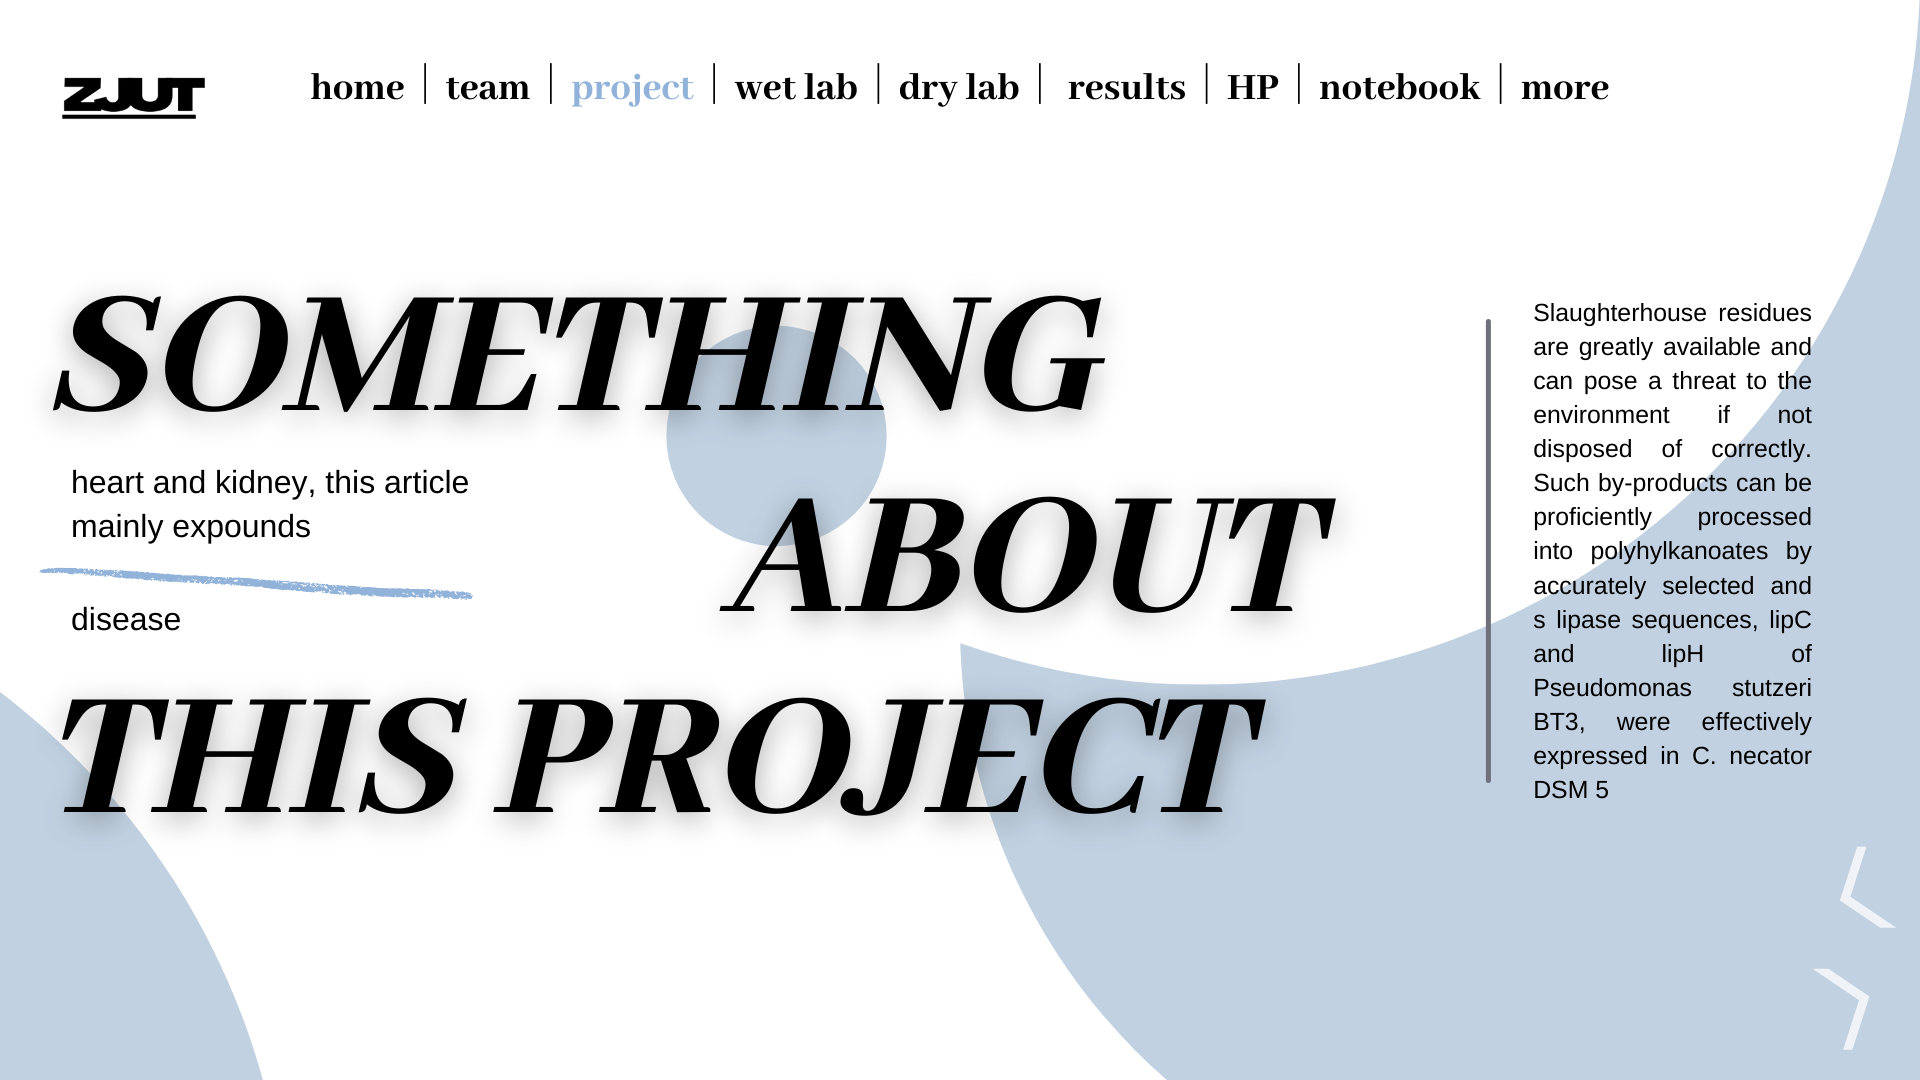 ZJUT
home | team | project | wet lab | dry lab | results | HP | notebook | more
SOMETHING
heart and kidney, this article
mainly expounds
disease
ABOUT
THIS PROJECT
Slaughterhouse residues
are greatly available and
can pose a threat to the
environment if not
disposed of correctly.
Such by-products can be
proficiently processed
into polyhylkanoates by
accurately selected and
s lipase sequences, lipC
and lipH of
Pseudomonas stutzeri
BT3, were effectively
expressed in C. necator
DSM 5